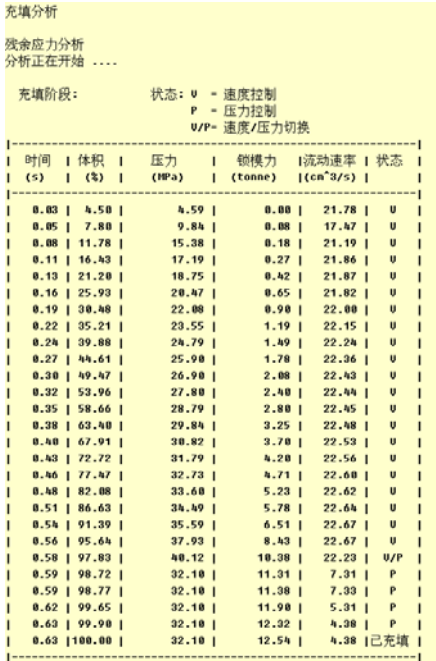 充填分析
残余应力分析
分析正在开始 ....
充填阶段: 状态: V = 速度控制
P = 压力控制
V/P= 速度/压力切换
|-------------------------------------------------------------|
| 时间 | 体积 | 压力 | 锁模力 |流动速率 | 状态 |
| (s) | (%) | (MPa) | (tonne) |(cm^3/s) | |
|-------------------------------------------------------------|
| 0.03 | 4.50 | 4.59 | 0.00 | 21.78 | V |
| 0.05 | 7.80 | 9.84 | 0.08 | 17.47 | V |
| 0.08 | 11.78 | 15.38 | 0.18 | 21.19 | V |
| 0.11 | 16.43 | 17.19 | 0.27 | 21.86 | V |
| 0.13 | 21.20 | 18.75 | 0.42 | 21.87 | V |
| 0.16 | 25.93 | 20.47 | 0.65 | 21.82 | V |
| 0.19 | 30.48 | 22.08 | 0.90 | 22.00 | V |
| 0.22 | 35.21 | 23.55 | 1.19 | 22.15 | V |
| 0.24 | 39.88 | 24.79 | 1.49 | 22.24 | V |
| 0.27 | 44.61 | 25.90 | 1.78 | 22.36 | V |
| 0.30 | 49.47 | 26.90 | 2.08 | 22.43 | V |
| 0.32 | 53.96 | 27.80 | 2.40 | 22.44 | V |
| 0.35 | 58.66 | 28.79 | 2.80 | 22.45 | V |
| 0.38 | 63.40 | 29.84 | 3.25 | 22.48 | V |
| 0.40 | 67.91 | 30.82 | 3.70 | 22.53 | V |
| 0.43 | 72.72 | 31.79 | 4.20 | 22.56 | V |
| 0.46 | 77.47 | 32.73 | 4.71 | 22.60 | V |
| 0.48 | 82.08 | 33.60 | 5.23 | 22.62 | V |
| 0.51 | 86.63 | 34.49 | 5.78 | 22.64 | V |
| 0.54 | 91.39 | 35.59 | 6.51 | 22.67 | V |
| 0.56 | 95.64 | 37.93 | 8.43 | 22.67 | V |
| 0.58 | 97.83 | 40.12 | 10.38 | 22.23 | V/P |
| 0.59 | 98.72 | 32.10 | 11.31 | 7.31 | P |
| 0.59 | 98.77 | 32.10 | 11.38 | 7.33 | P |
| 0.62 | 99.65 | 32.10 | 11.90 | 5.31 | P |
| 0.63 | 99.90 | 32.10 | 12.32 | 4.38 | P |
| 0.63 |100.00 | 32.10 | 12.54 | 4.38 |已充填 |
|-------------------------------------------------------------|